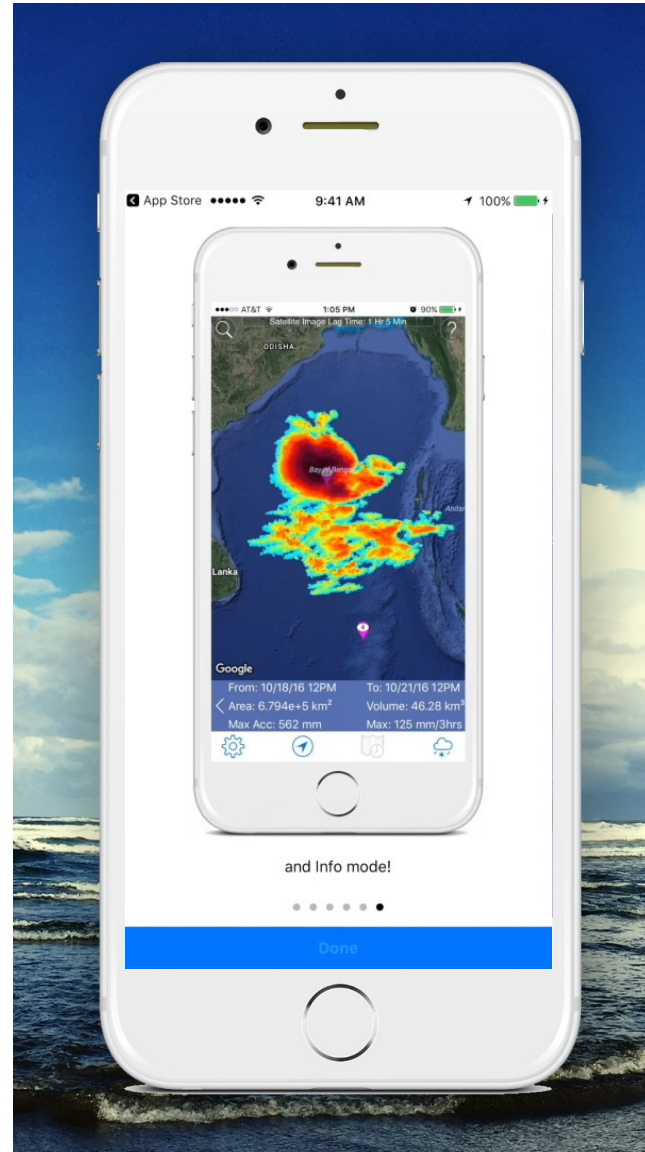 App Store 9:41 AM 100%
AT&T 1:05 PM 90%
Satellite Image Lag Time: 1 Hr 5 Min
?
ODISHA
Bay of Bengal
Andar
Lanka
4
Google
From: 10/18/16 12PM To: 10/21/16 12PM
Area: 6.794e+5 km² Volume: 46.28 km³
Max Acc: 562 mm Max: 125 mm/3hrs
and Info mode!
Done